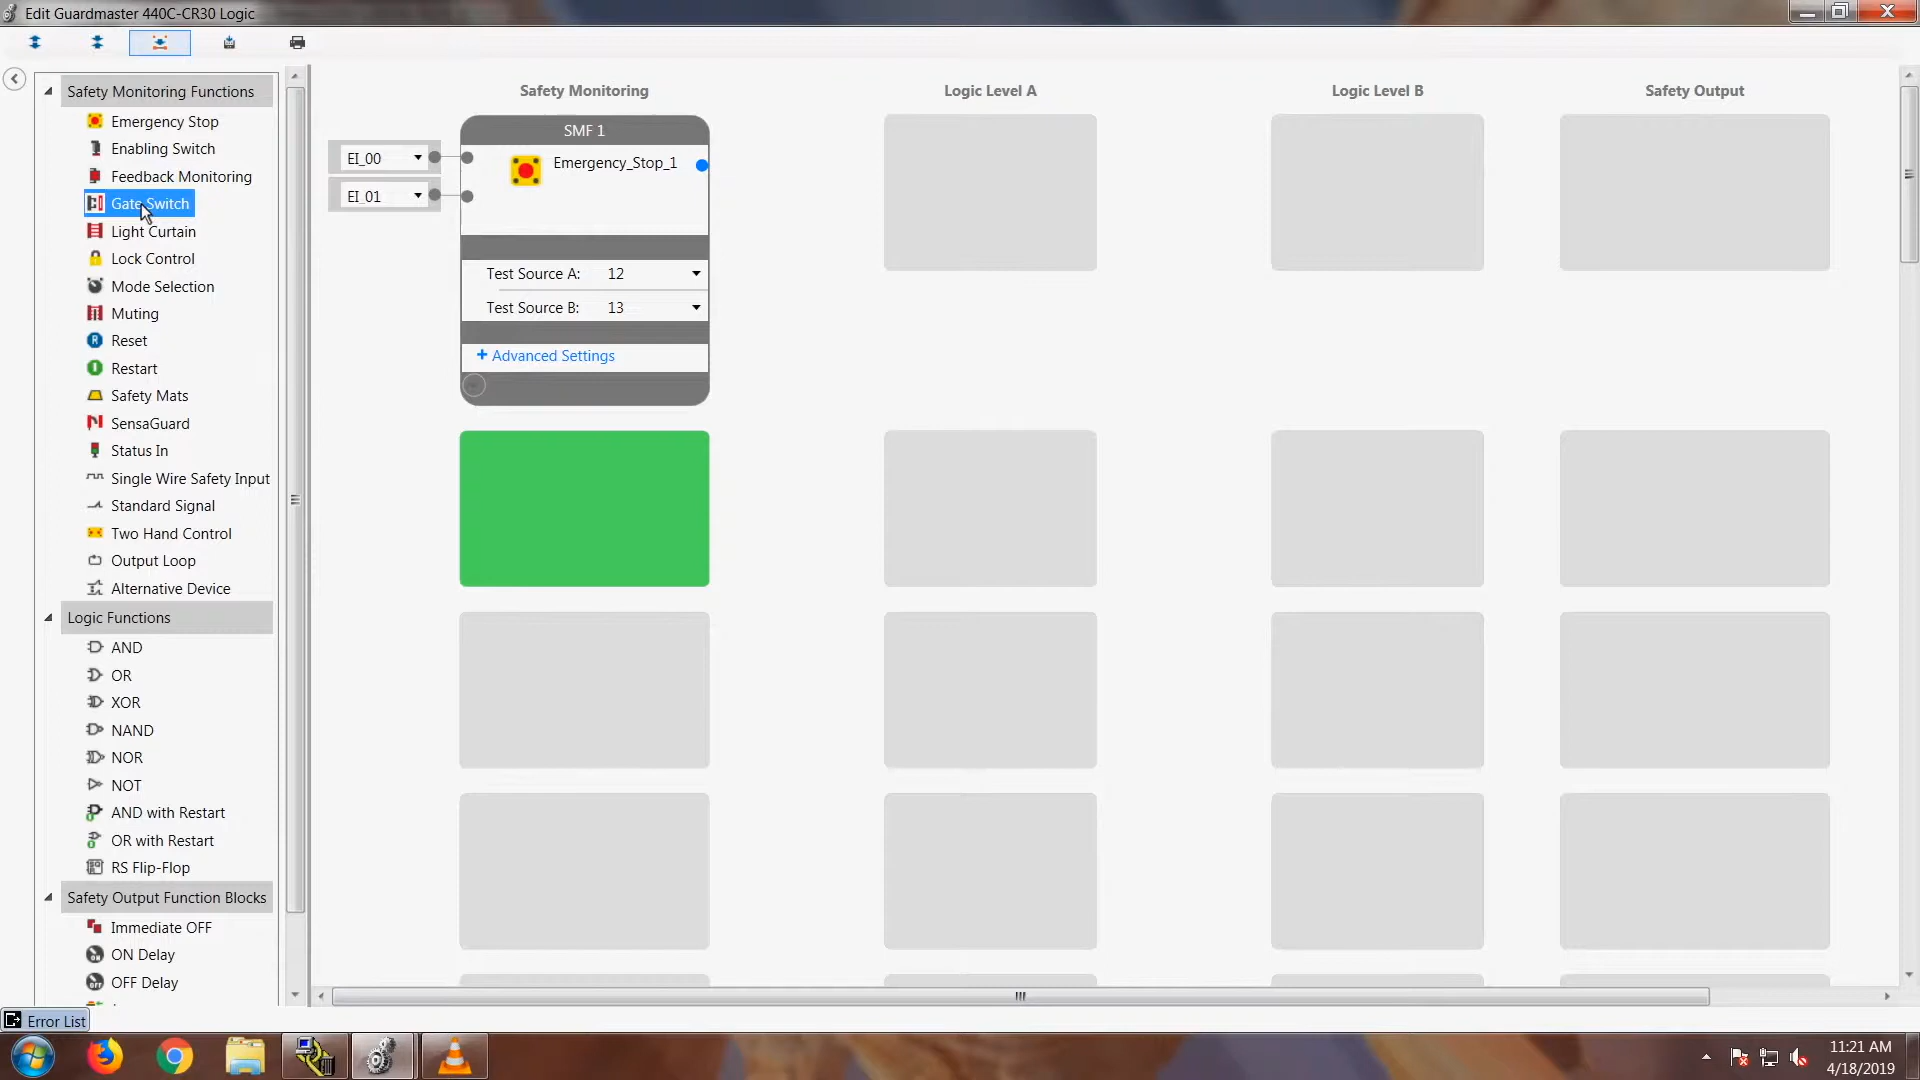 Edit Guardmaster 440C-CR30 Logic
Safety Monitoring Functions
Emergency Stop
Enabling Switch
Feedback Monitoring
Gate Switch
Light Curtain
Lock Control
Mode Selection
Muting
Reset
Restart
Safety Mats
SensaGuard
Status In
Single Wire Safety Input
Standard Signal
Two Hand Control
Output Loop
Alternative Device
Logic Functions
AND
OR
XOR
NAND
NOR
NOT
AND with Restart
OR with Restart
RS Flip-Flop
Safety Output Function Blocks
Immediate OFF
ON Delay
OFF Delay
Safety Monitoring
Logic Level A
Logic Level B
Safety Output
SMF 1
EI_00
EI_01
Emergency_Stop_1
Test Source A: 12
Test Source B: 13
+ Advanced Settings
Error List
11:21 AM
4/18/2019